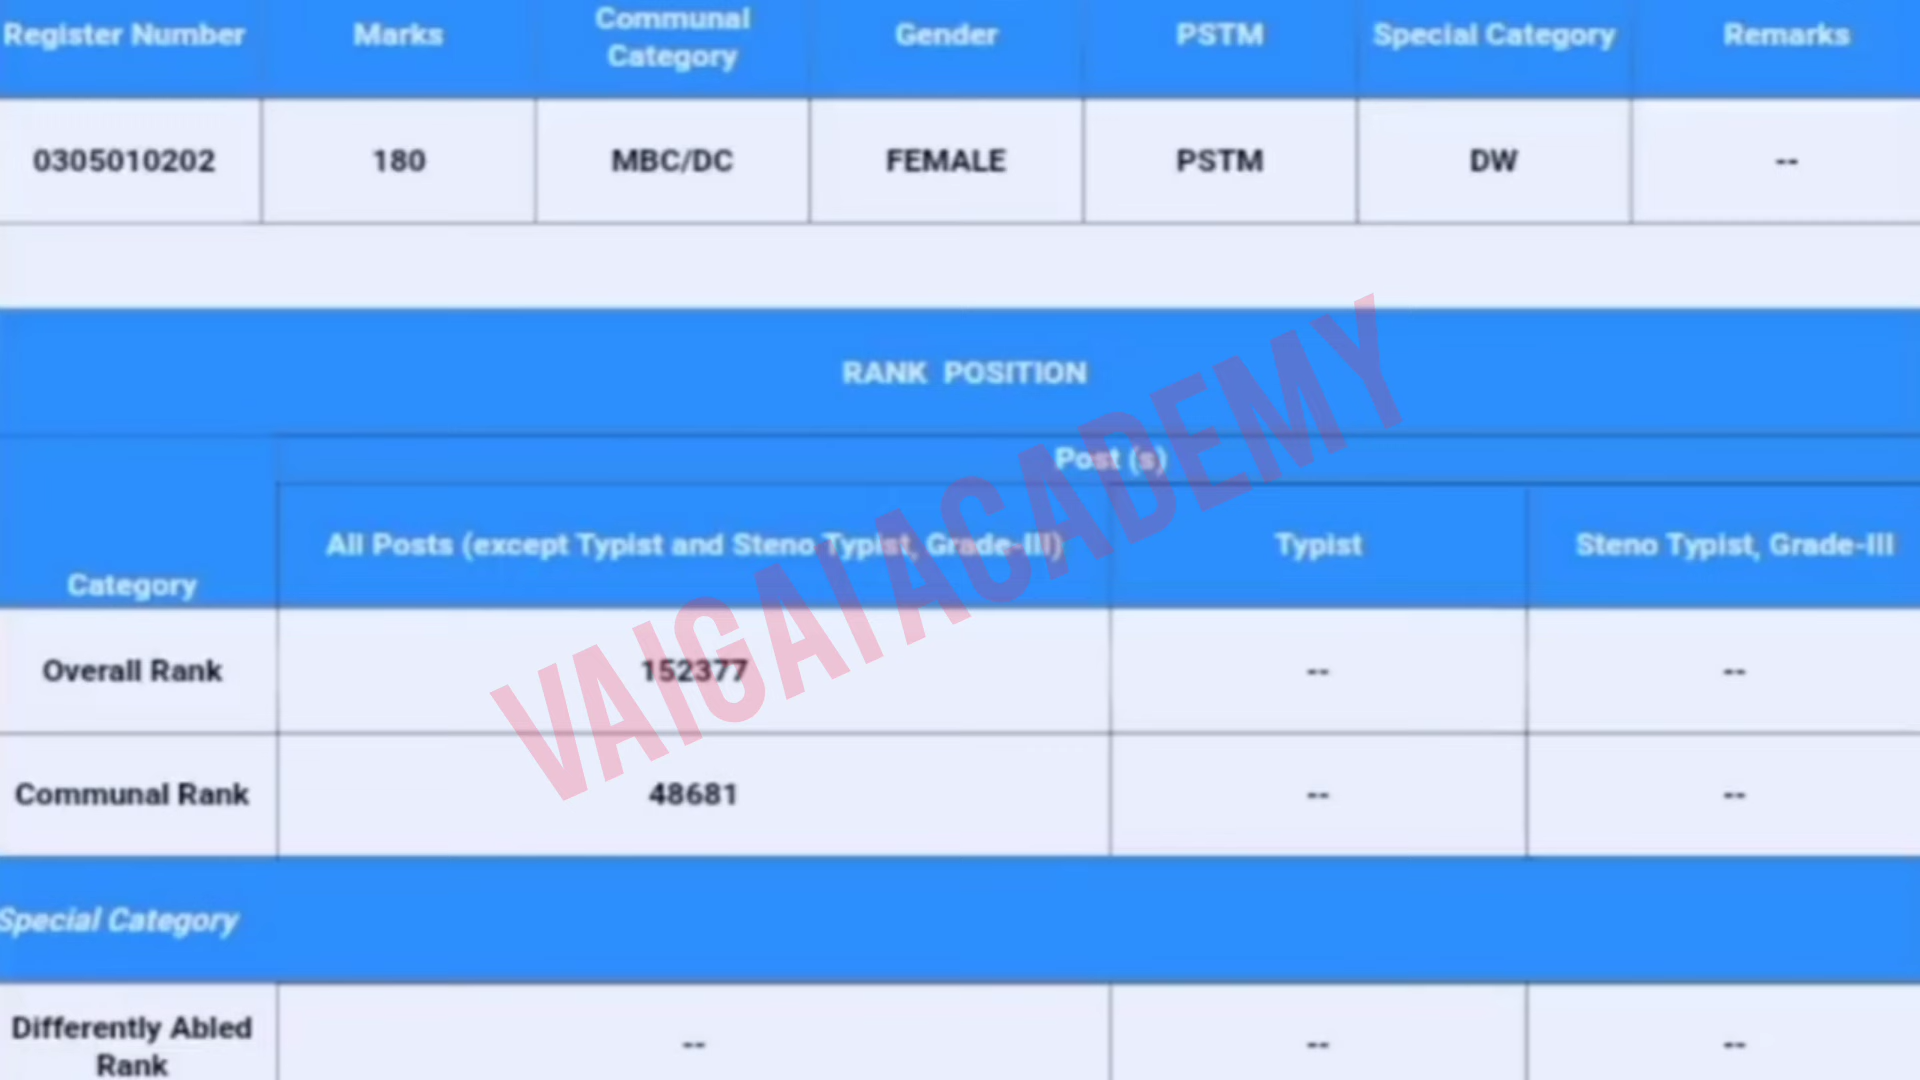 Register Number Marks Communal Category Gender PSTM Special Category Remarks
0305010202 180 MBC/DC FEMALE PSTM DW --
RANK POSITION
Post (s)
Category All Posts (except Typist and Steno Typist, Grade-III) Typist Steno Typist, Grade-III
Overall Rank 152377 -- --
Communal Rank 48681 -- --
Special Category
Differently Abled Rank -- -- --
VAIGAI ACADEMY